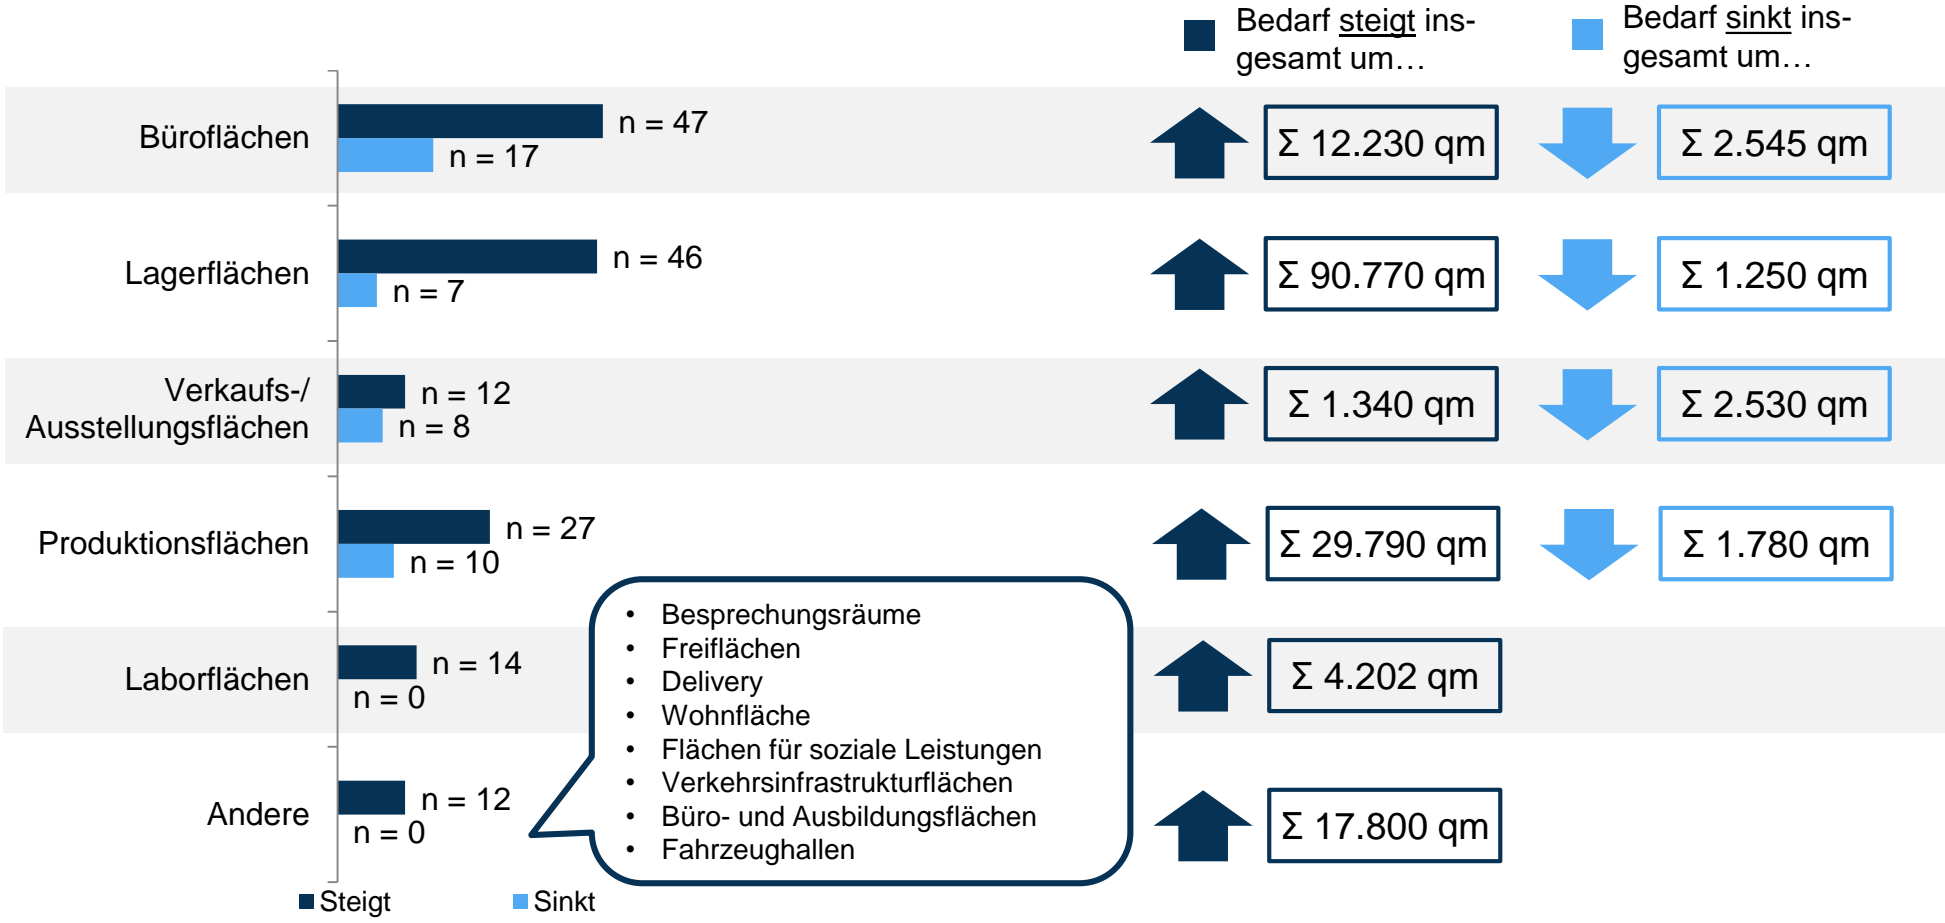 Bedarf steigt ins-
gesamt um…
Bedarf sinkt ins-
gesamt um…
Büroflächen
n = 47
n = 17
Σ 12.230 qm
Σ 2.545 qm
Lagerflächen
n = 46
n = 7
Σ 90.770 qm
Σ 1.250 qm
Verkaufs-/
Ausstellungsflächen
n = 12
n = 8
Σ 1.340 qm
Σ 2.530 qm
Produktionsflächen
n = 27
n = 10
Σ 29.790 qm
Σ 1.780 qm
Laborflächen
n = 14
n = 0
Σ 4.202 qm
Andere
n = 12
n = 0
Σ 17.800 qm
• Besprechungsräume
• Freiflächen
• Delivery
• Wohnfläche
• Flächen für soziale Leistungen
• Verkehrsinfrastrukturflächen
• Büro- und Ausbildungsflächen
• Fahrzeughallen
Steigt
Sinkt